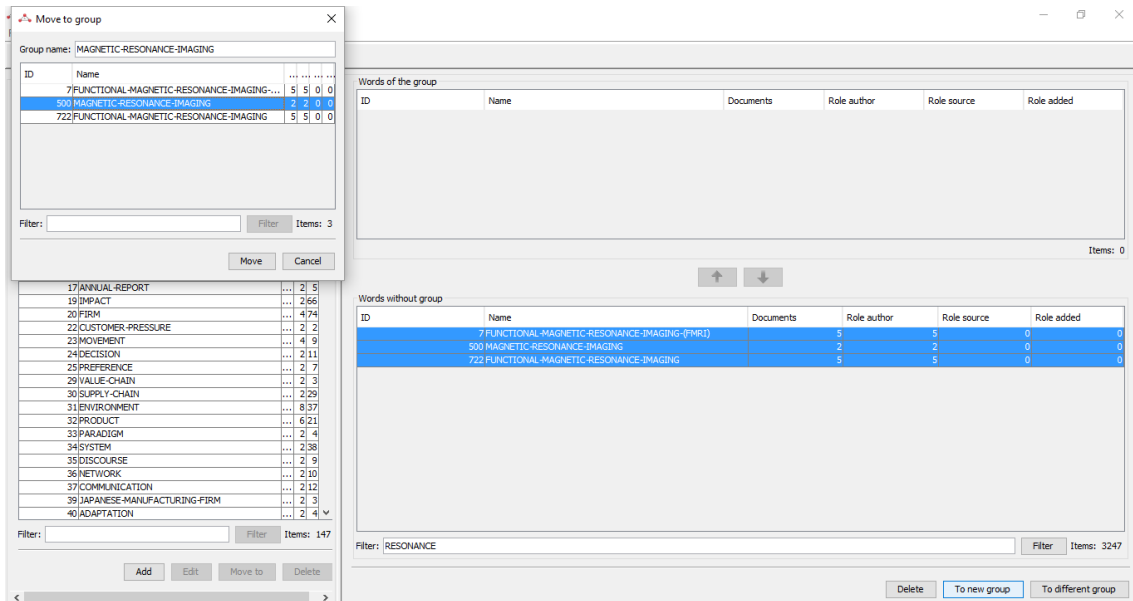 Move to group
Group name: MAGNETIC-RESONANCE-IMAGING
ID Name ... ... ... ...
7 FUNCTIONAL-MAGNETIC-RESONANCE-IMAGING-... 5 5 0 0
500 MAGNETIC-RESONANCE-IMAGING 2 2 0 0
722 FUNCTIONAL-MAGNETIC-RESONANCE-IMAGING 5 5 0 0
Filter: Filter Items: 3
Move Cancel
17 ANNUAL-REPORT ... 2 5
19 IMPACT ... 2 66
20 FIRM ... 4 74
22 CUSTOMER-PRESSURE ... 2 2
23 MOVEMENT ... 4 9
24 DECISION ... 2 11
25 PREFERENCE ... 2 7
29 VALUE-CHAIN ... 2 3
30 SUPPLY-CHAIN ... 2 29
31 ENVIRONMENT ... 8 37
32 PRODUCT ... 6 21
33 PARADIGM ... 2 4
34 SYSTEM ... 2 38
35 DISCOURSE ... 2 9
36 NETWORK ... 2 10
37 COMMUNICATION ... 2 12
39 JAPANESE-MANUFACTURING-FIRM ... 2 3
40 ADAPTATION ... 2 4
Filter: Filter Items: 147
Add Edit Move to Delete
Words of the group
ID Name Documents Role author Role source Role added
Items: 0
Words without group
ID Name Documents Role author Role source Role added
7 FUNCTIONAL-MAGNETIC-RESONANCE-IMAGING-(FMRI) 5 5 0 0
500 MAGNETIC-RESONANCE-IMAGING 2 2 0 0
722 FUNCTIONAL-MAGNETIC-RESONANCE-IMAGING 5 5 0 0
Filter: RESONANCE Filter Items: 3247
Delete To new group To different group